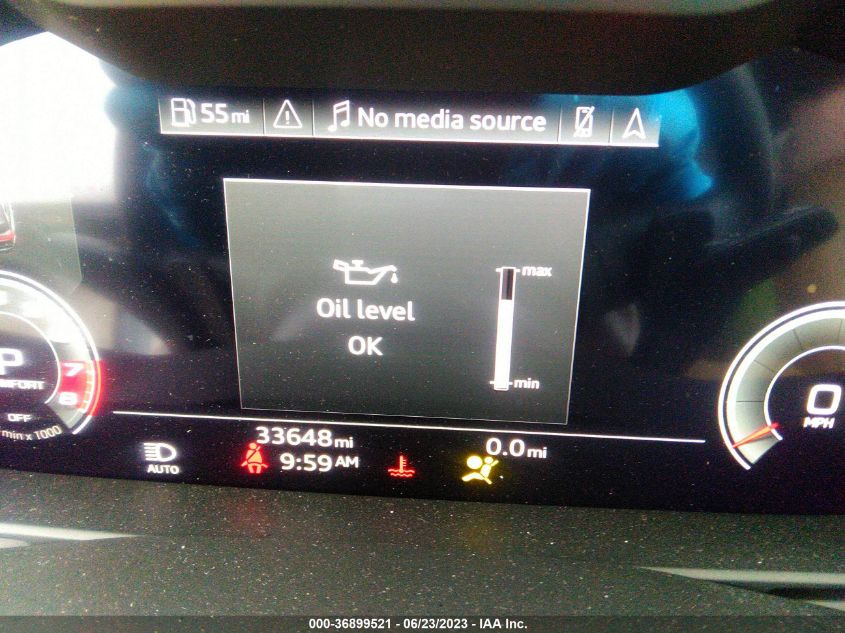 55 mi
No media source
max
Oil level
OK
min
P
7
8
OFF
min x 1000
0
MPH
33648 mi
0.0 mi
AUTO
9:59 AM
000-36899521 - 06/23/2023 - IAA Inc.